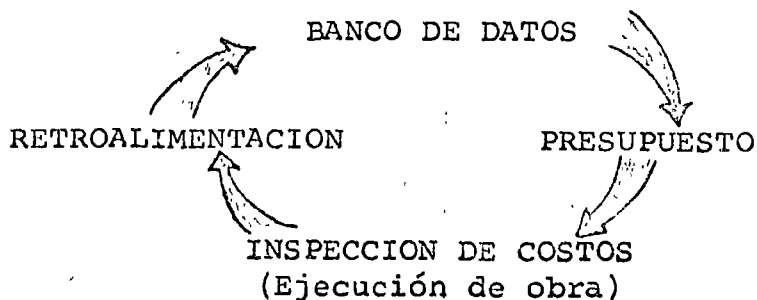 BANCO DE DATOS
RETROALIMENTACION
PRESUPUESTO
INSPECCION DE COSTOS
(Ejecución de obra)